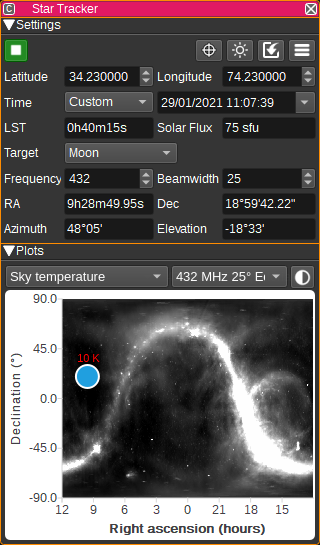 C Star Tracker
Settings
Latitude 34.230000 Longitude 74.230000
Time Custom 29/01/2021 11:07:39
LST 0h40m15s Solar Flux 75 sfu
Target Moon
Frequency 432 Beamwidth 25
RA 9h28m49.95s Dec 18°59'42.22"
Azimuth 48°05' Elevation -18°33'
Plots
Sky temperature 432 MHz 25° E
90.0
45.0
0.0
-45.0
-90.0
Declination (°)
10 K
12 9 6 3 0 21 18 15
Right ascension (hours)